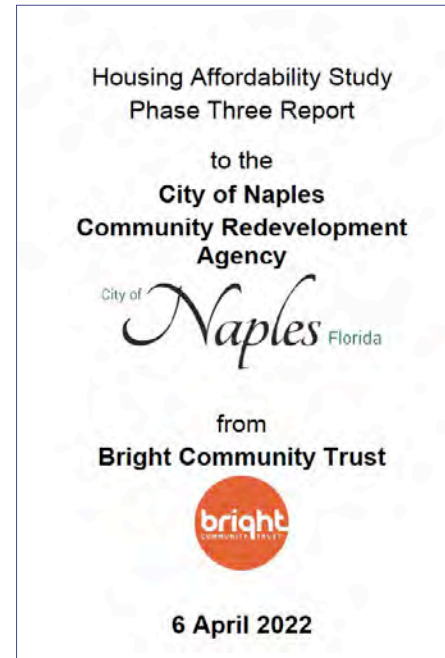 Housing Affordability Study
Phase Three Report
to the
City of Naples
Community Redevelopment
Agency
City of
Naples Florida
from
Bright Community Trust
bright
COMMUNITY TRUST
6 April 2022